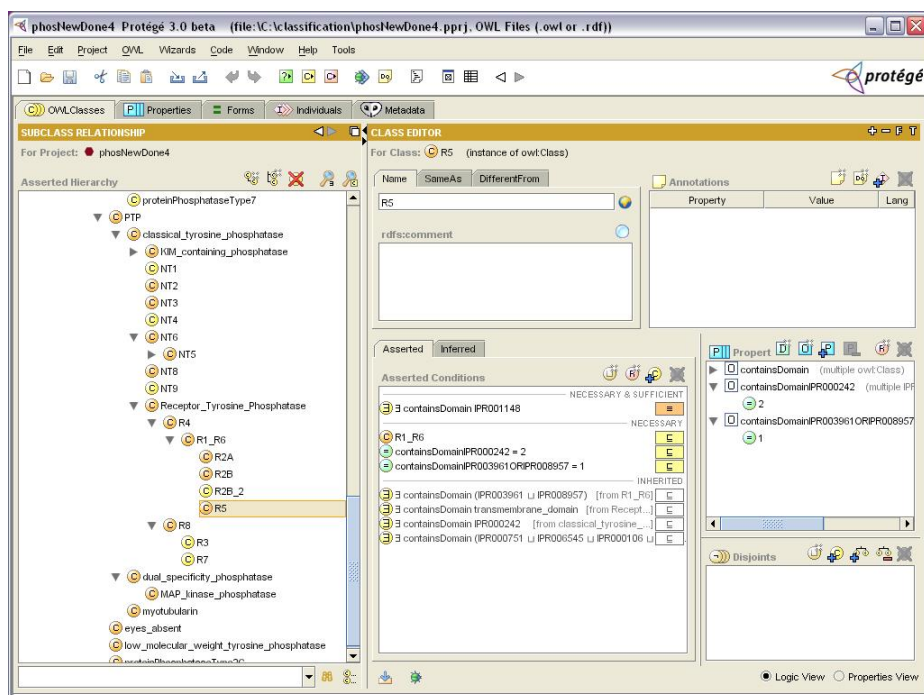 phosNewDone4 Protégé 3.0 beta (file:\C:\classification\phosNewDone4.pprj, OWL Files (.owl or .rdf))
File Edit Project OWL Wizards Code Window Help Tools
protégé
OWLClasses Properties Forms Individuals Metadata
SUBCLASS RELATIONSHIP
For Project: phosNewDone4
Asserted Hierarchy
proteinPhosphataseType7
PTP
classical_tyrosine_phosphatase
KIM_containing_phosphatase
NT1
NT2
NT3
NT4
NT6
NT5
NT8
NT9
Receptor_Tyrosine_Phosphatase
R4
R1_R6
R2A
R2B
R2B_2
R5
R8
R3
R7
dual_specificity_phosphatase
MAP_kinase_phosphatase
myotubularin
eyes_absent
low_molecular_weight_tyrosine_phosphatase
proteinPhosphataseType2C
CLASS EDITOR
For Class: R5 (instance of owl:Class)
Name SameAs DifferentFrom
R5
rdfs:comment
Annotations
Property Value Lang
Asserted Inferred
Asserted Conditions
NECESSARY & SUFFICIENT
∃ containsDomain IPR001148
NECESSARY
R1_R6
containsDomainIPR000242 = 2
containsDomainIPR003961ORIPR008957 = 1
INHERITED
∃ containsDomain (IPR003961 ⊔ IPR008957) [from R1_R6]
∃ containsDomain transmembrane_domain [from Recept...]
∃ containsDomain IPR000242 [from classical_tyrosine_...]
∃ containsDomain (IPR000751 ⊔ IPR006545 ⊔ IPR000106 ⊔
Propert
containsDomain (multiple owl:Class)
containsDomainIPR000242 (multiple IPF
= 2
containsDomainIPR003961ORIPR008957
= 1
Disjoints
Logic View Properties View